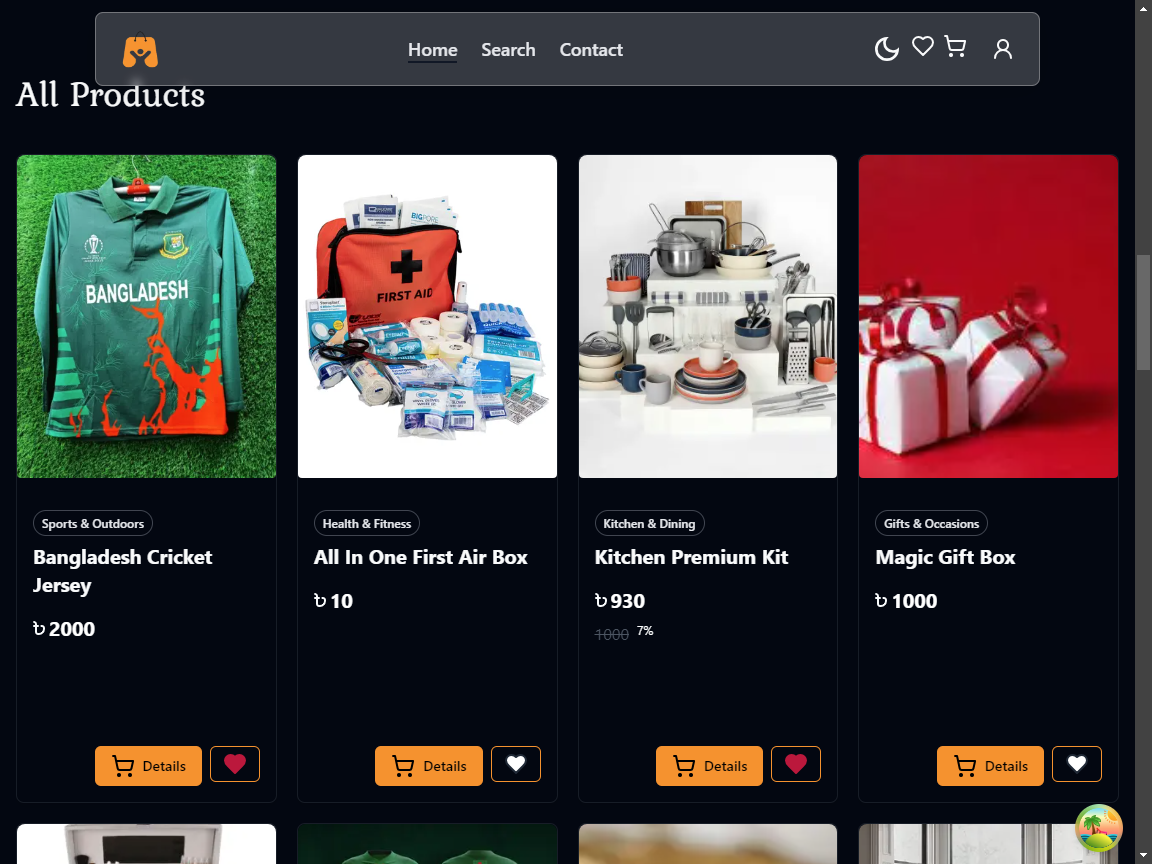 Home Search Contact
All Products
BANGLADESH
BIGPORE
FIRST AID
Sports & Outdoors
Bangladesh Cricket
Jersey
৳ 2000
Health & Fitness
All In One First Air Box
৳ 10
Kitchen & Dining
Kitchen Premium Kit
৳ 930
1000 7%
Gifts & Occasions
Magic Gift Box
৳ 1000
Details
Details
Details
Details